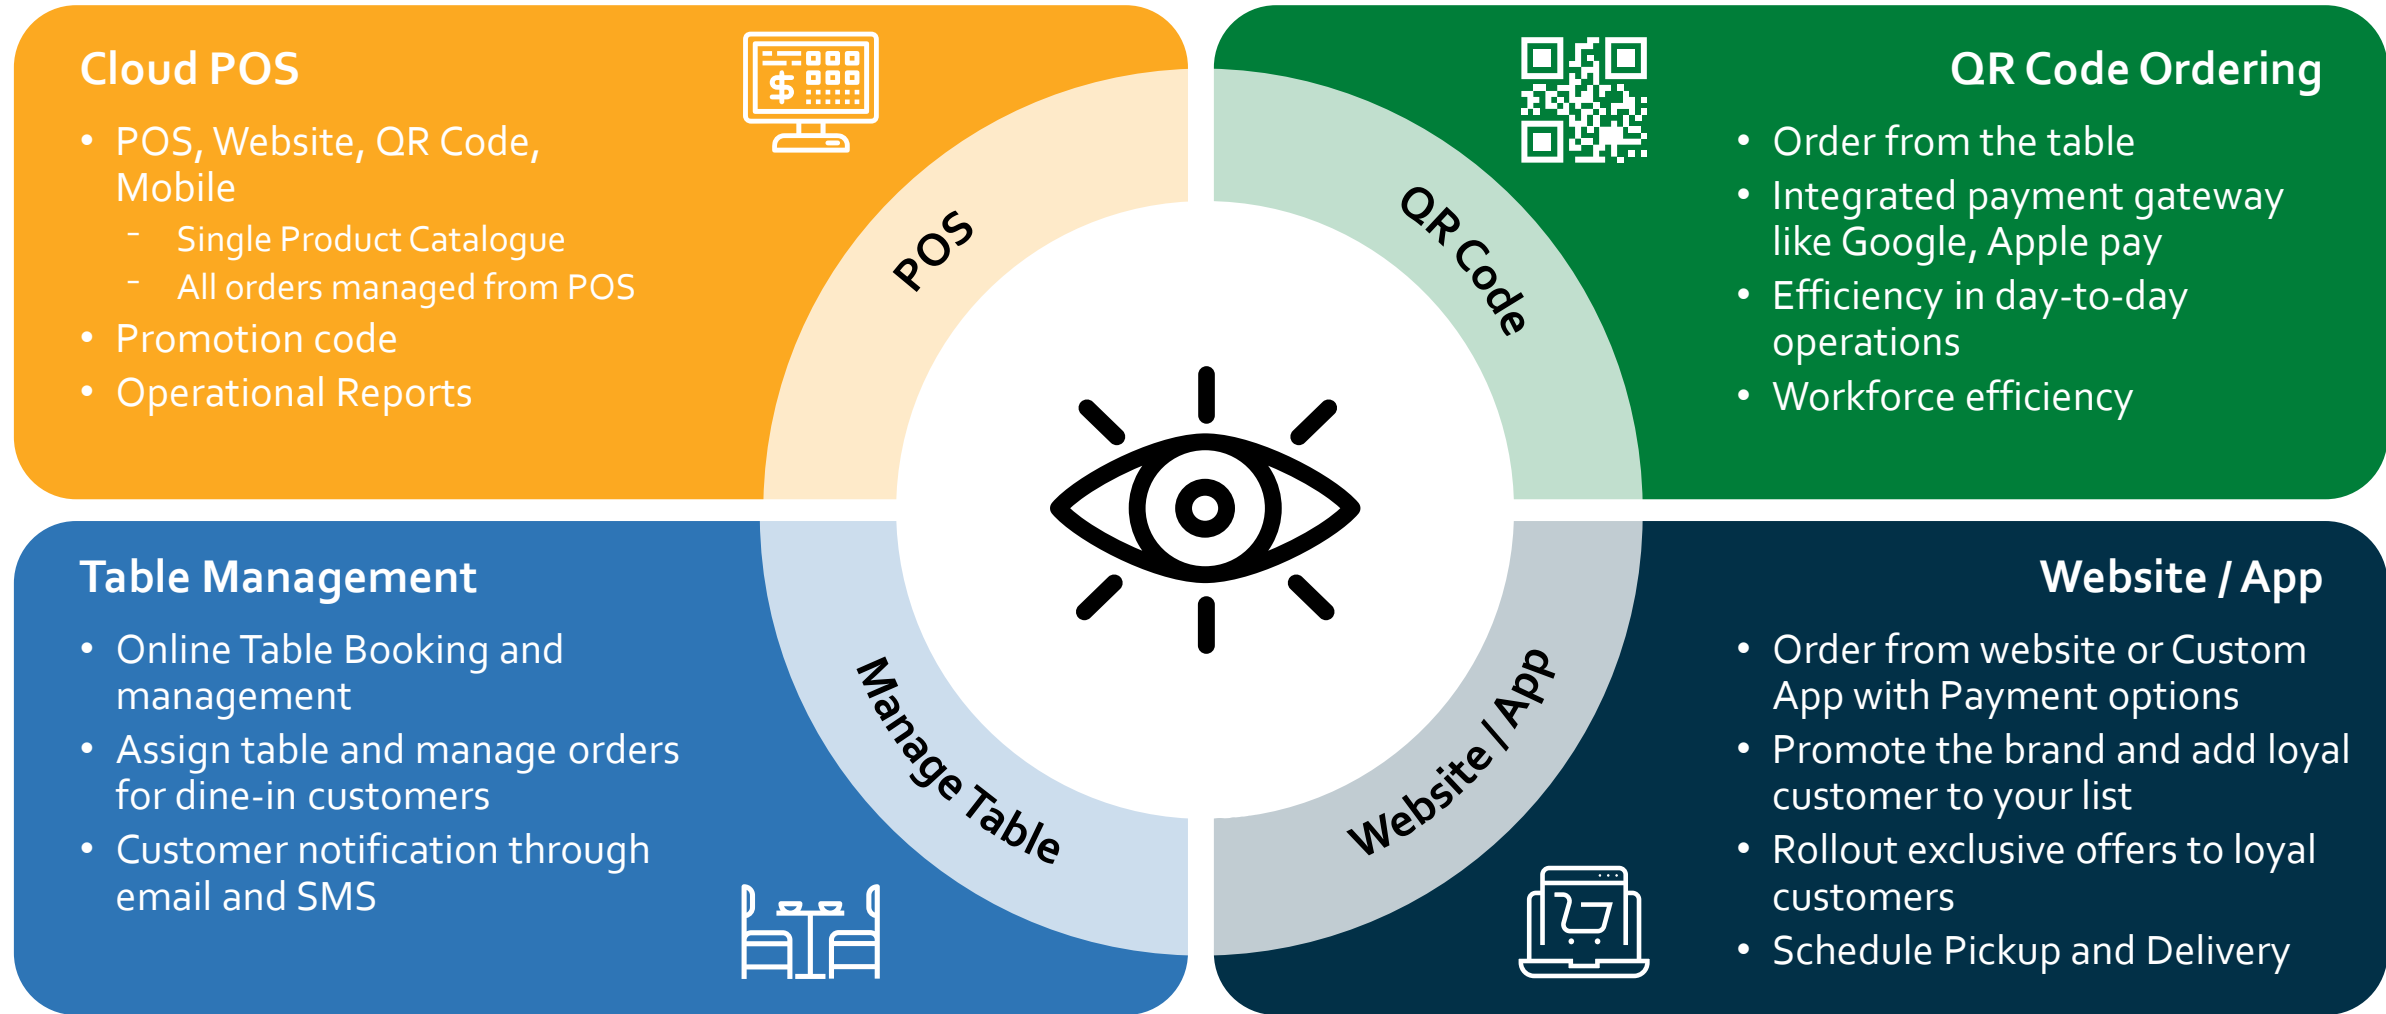 Cloud POS
• POS, Website, QR Code,
Mobile
- Single Product Catalogue
- All orders managed from POS
• Promotion code
• Operational Reports
QR Code Ordering
• Order from the table
• Integrated payment gateway
like Google, Apple pay
• Efficiency in day-to-day
operations
• Workforce efficiency
POS
QR Code
$
Table Management
• Online Table Booking and
management
• Assign table and manage orders
for dine-in customers
• Customer notification through
email and SMS
Manage Table
Website / App
Website / App
• Order from website or Custom
App with Payment options
• Promote the brand and add loyal
customer to your list
• Rollout exclusive offers to loyal
customers
• Schedule Pickup and Delivery